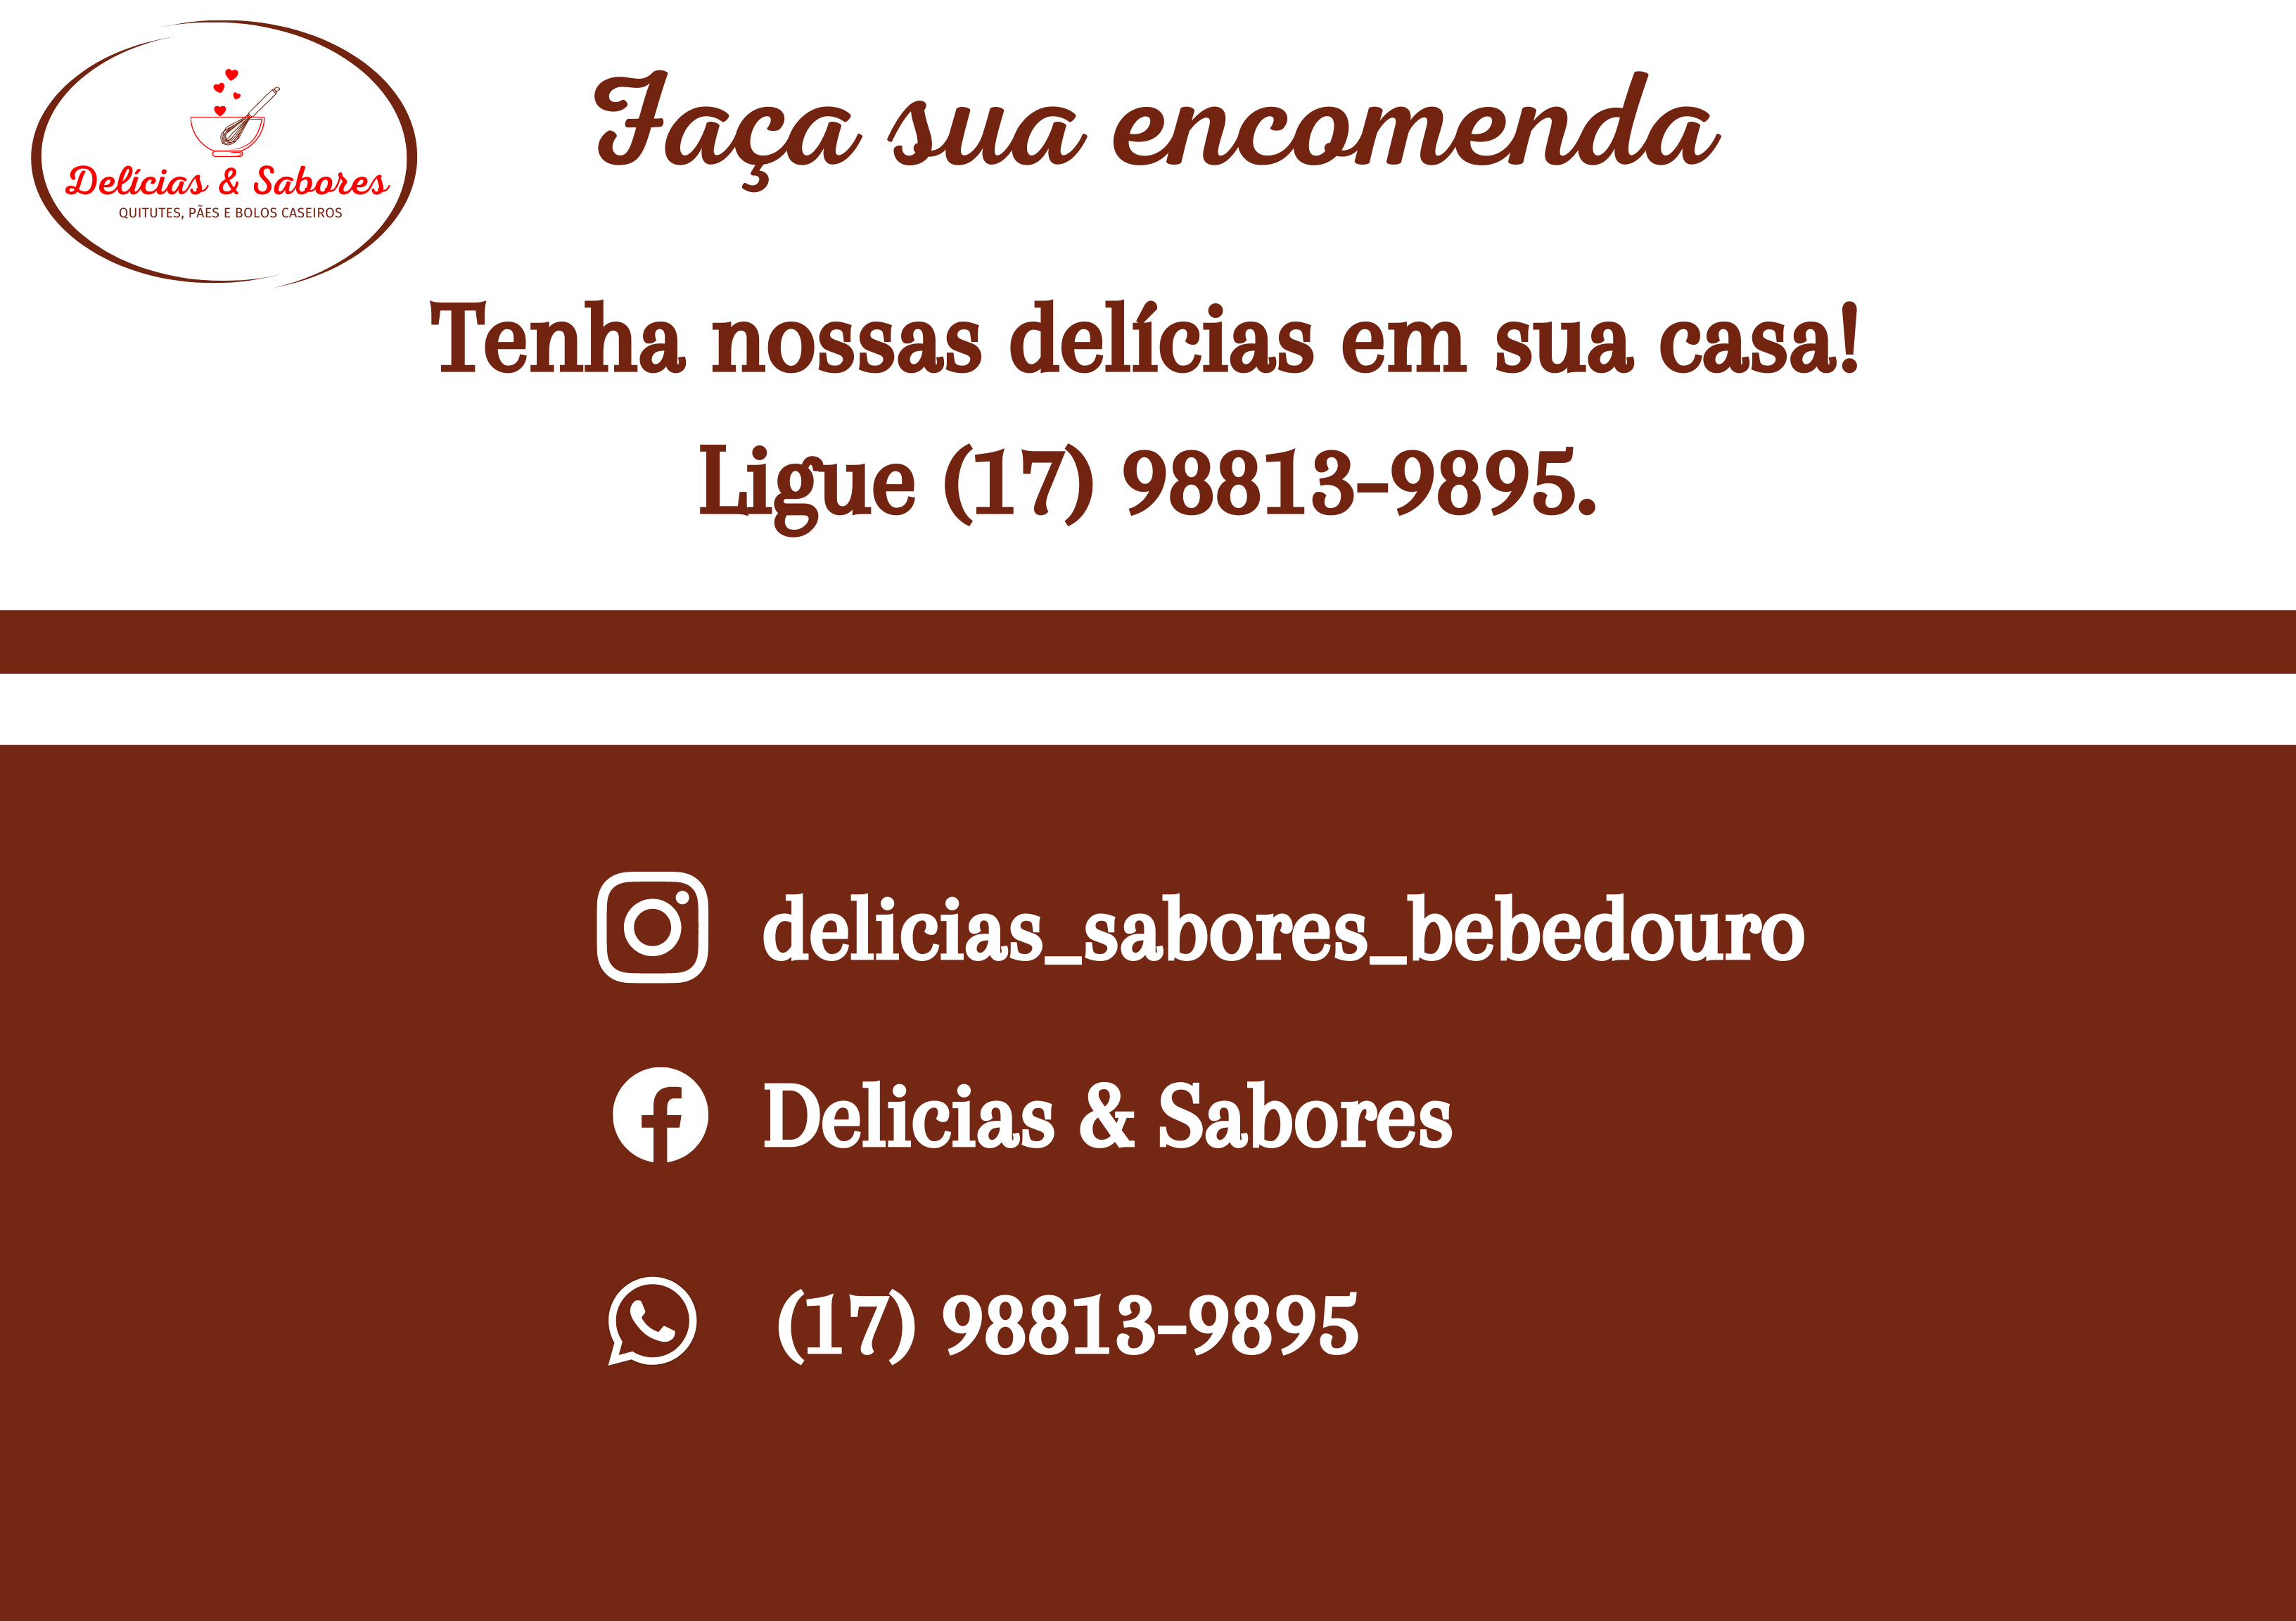 Delícias & Sabores
QUITUTES, PÃES E BOLOS CASEIROS
Faça sua encomenda
Tenha nossas delícias em sua casa!
Ligue (17) 98813-9895.
delicias_sabores_bebedouro
Delicias & Sabores
(17) 98813-9895